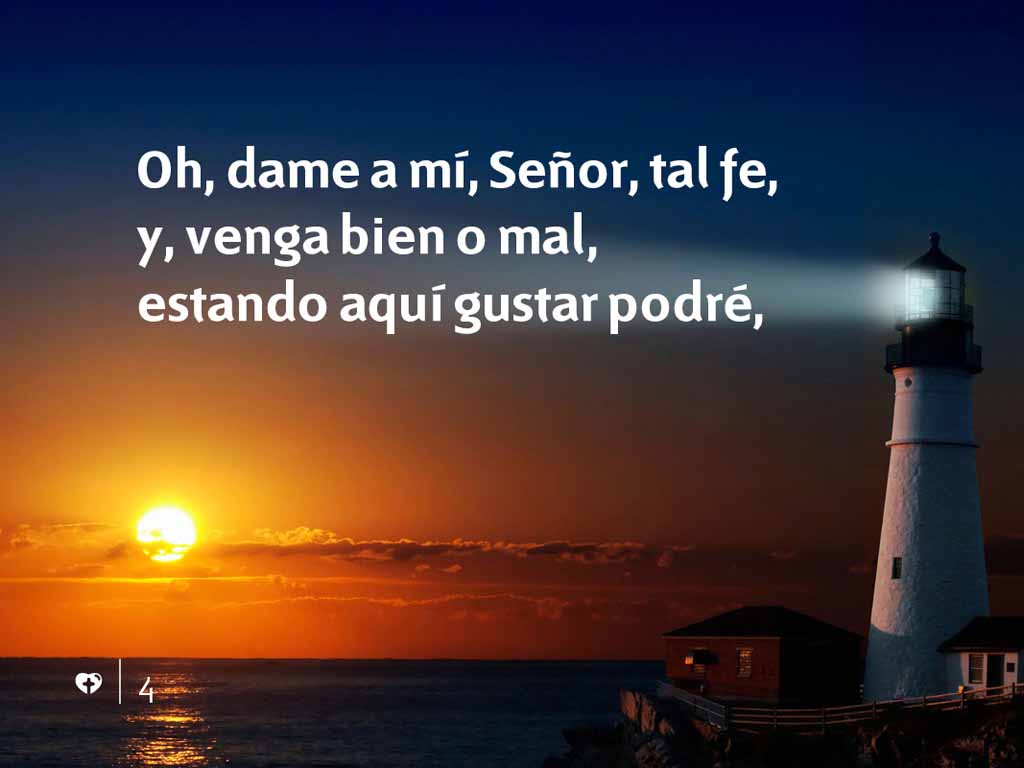 Oh, dame a mí, Señor, tal fe,
y, venga bien o mal,
estando aquí gustar podré,
4